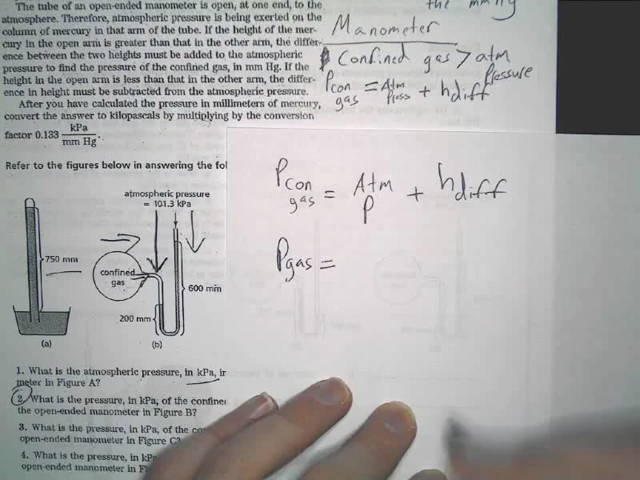 The tube of an open-ended manometer is open, at one end, to the
atmosphere. Therefore, atmospheric pressure is being exerted on the
column of mercury in that arm of the tube. If the height of the mer-
cury in the open arm is greater than that in the other arm, the differ-
ence between the two heights must be added to the atmospheric
pressure to find the pressure of the confined gas, in mm Hg. If the
height in the open arm is less than that in the other arm, the differ-
ence in height must be subtracted from the atmospheric pressure.
After you have calculated the pressure in millimeters of mercury,
convert the answer to kilopascals by multiplying by the conversion
factor 0.133 kPa
mm Hg.
the mmHg
Manometer
Confined gas > atm
pressure
Pcon = Atm + hdiff
gas Press
Refer to the figures below in answering the fol
Pcon = Atm + hdiff
gas P
Pgas =
atmospheric pressure
= 101.3 kPa
750 mm
confined
gas
600 mm
200 mm
(a)
(b)
1. What is the atmospheric pressure, in kPa, ir
meter in Figure A?
2. What is the pressure, in kPa, of the confine
the open-ended manometer in Figure B?
3. What is the pressure, in kPa, of the co
open-ended manometer in Figure C?
4. What is the pressure, in kP
open-ended manometer in F